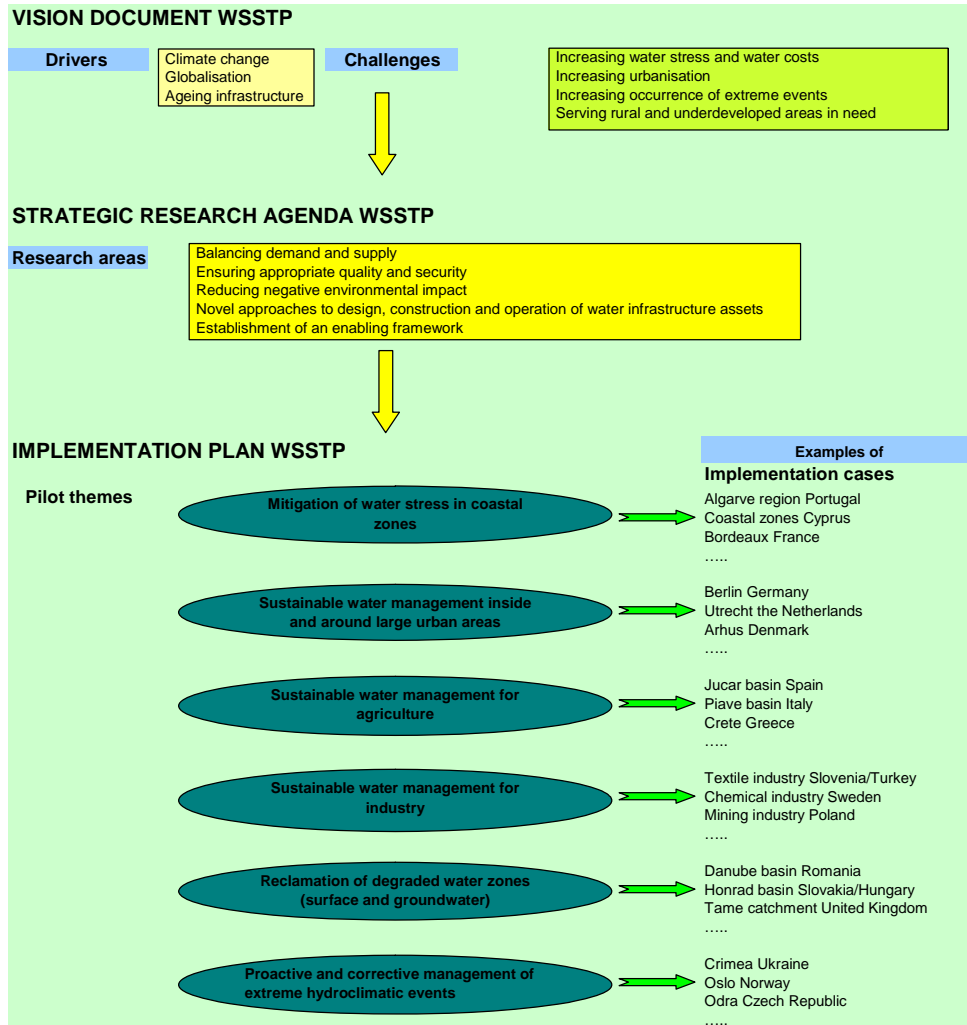 VISION DOCUMENT WSSTP
Drivers
Climate change
Globalisation
Ageing infrastructure
Challenges
Increasing water stress and water costs
Increasing urbanisation
Increasing occurrence of extreme events
Serving rural and underdeveloped areas in need
STRATEGIC RESEARCH AGENDA WSSTP
Research areas
Balancing demand and supply
Ensuring appropriate quality and security
Reducing negative environmental impact
Novel approaches to design, construction and operation of water infrastructure assets
Establishment of an enabling framework
IMPLEMENTATION PLAN WSSTP
Examples of
Implementation cases
Pilot themes
Mitigation of water stress in coastal
zones
Algarve region Portugal
Coastal zones Cyprus
Bordeaux France
…..
Sustainable water management inside
and around large urban areas
Berlin Germany
Utrecht the Netherlands
Arhus Denmark
…..
Sustainable water management for
agriculture
Jucar basin Spain
Piave basin Italy
Crete Greece
…..
Sustainable water management for
industry
Textile industry Slovenia/Turkey
Chemical industry Sweden
Mining industry Poland
…..
Reclamation of degraded water zones
(surface and groundwater)
Danube basin Romania
Honrad basin Slovakia/Hungary
Tame catchment United Kingdom
…..
Proactive and corrective management of
extreme hydroclimatic events
Crimea Ukraine
Oslo Norway
Odra Czech Republic
…..